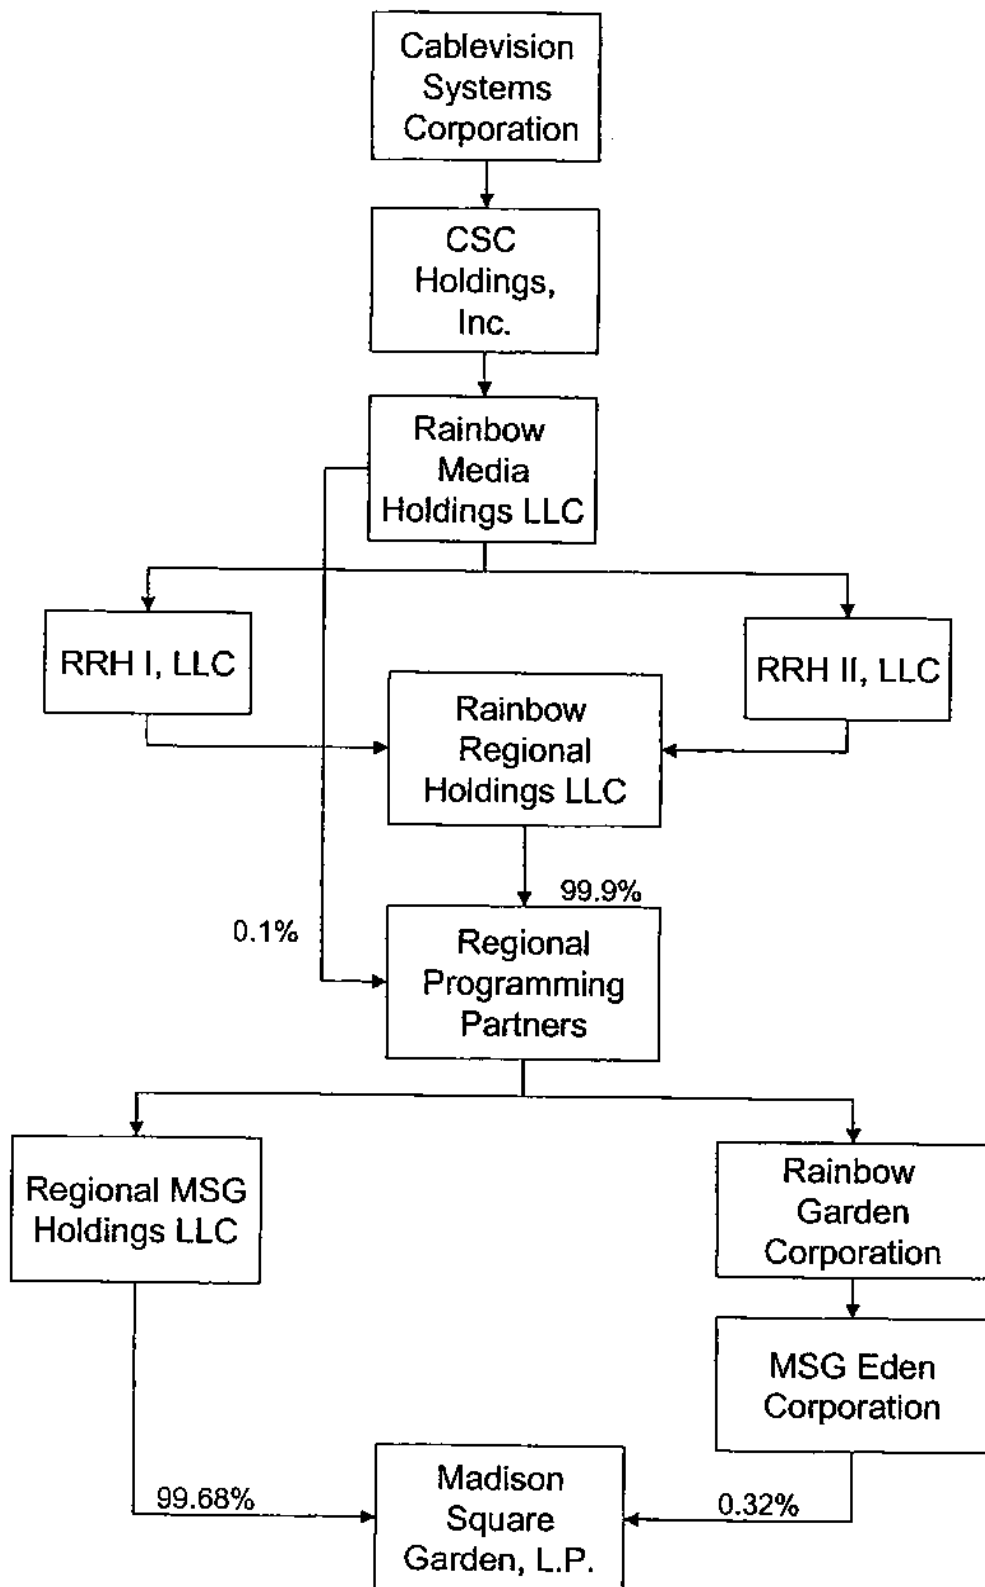 Cablevision
Systems
Corporation
CSC
Holdings,
Inc.
Rainbow
Media
Holdings LLC
RRH I, LLC
RRH II, LLC
Rainbow
Regional
Holdings LLC
99.9%
0.1%
Regional
Programming
Partners
Regional MSG
Holdings LLC
Rainbow
Garden
Corporation
MSG Eden
Corporation
99.68%
0.32%
Madison
Square
Garden, L.P.